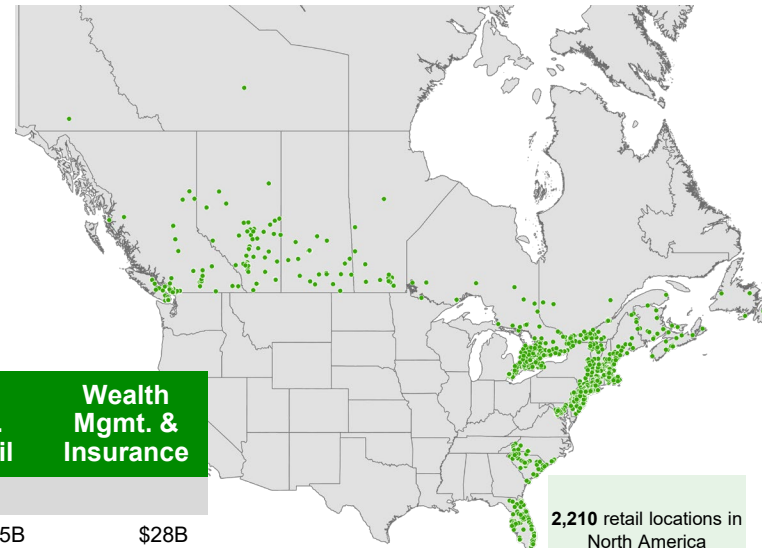 Wealth
Mgmt. &
Insurance
$28B
2,210 retail locations in
North America